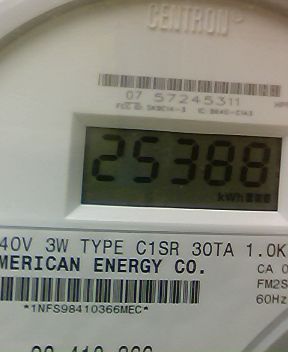 CENTRON
07 57245311
25388
kWh
40V 3W TYPE C1SR 30TA 1.0K
MERICAN ENERGY CO.
CA 0
FM2S
60Hz
*1NFS98410366MEC*